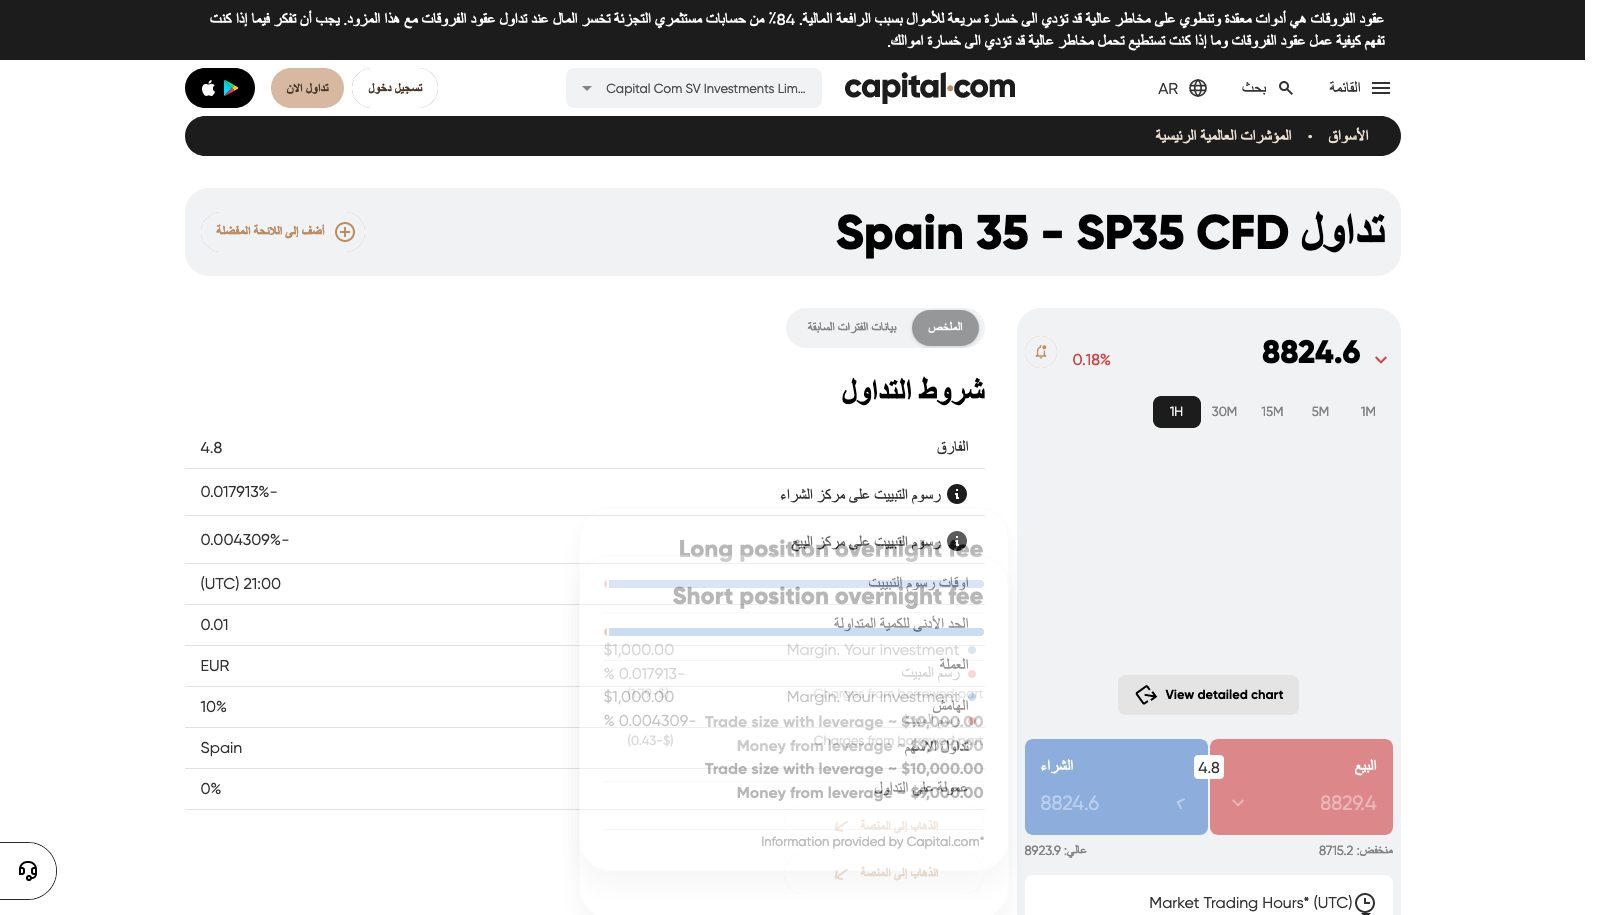 عقود الفروقات هي أدوات معقدة وتنطوي على مخاطر عالية قد تؤدي الى خسارة سريعة للأموال بسبب الرافعة المالية. 84٪ من حسابات مستثمري التجزئة تخسر المال عند تداول عقود الفروقات مع هذا المزود. يجب أن تفكر فيما إذا كنت
تفهم كيفية عمل عقود الفروقات وما إذا كنت تستطيع تحمل مخاطر عالية قد تؤدي الى خسارة اموالك.
القائمة
بحث
AR
capital.com
Capital Com SV Investments Lim...
تسجيل دخول
تداول الان
الأسواق • المؤشرات العالمية الرئيسية
تداول Spain 35 - SP35 CFD
أضف إلى اللائحة المفضلة
8824.6
0.18%
1M
5M
15M
30M
1H
View detailed chart
البيع
8829.4
4.8
الشراء
8824.6
منخفض: 8715.2
عالي: 8923.9
Market Trading Hours* (UTC)
الملخص
بيانات الفترات السابقة
شروط التداول
الفارق
4.8
رسوم التبييت على مركز الشراء
0.017913%-
رسوم التبييت على مركز البيع
0.004309%-
اوقات رسوم التبييت
(UTC) 21:00
الحد الأدنى للكمية المتداولة
0.01
العملة
EUR
الهامش
10%
تداول الاسهم
Spain
عمولة على التداول
0%
Long position overnight fee
Short position overnight fee
Margin. Your investment
$1,000.00
رسم المبيت
% 0.017913-
Margin. Your investment
$1,000.00
% 0.004309-
Charges from borrowed part
($-0.43)
Trade size with leverage ~ $10,000.00
Money from leverage ~ $9,000.00
Trade size with leverage ~ $10,000.00
Money from leverage ~ $9,000.00
الذهاب إلى المنصة
Information provided by Capital.com*
الذهاب إلى المنصة